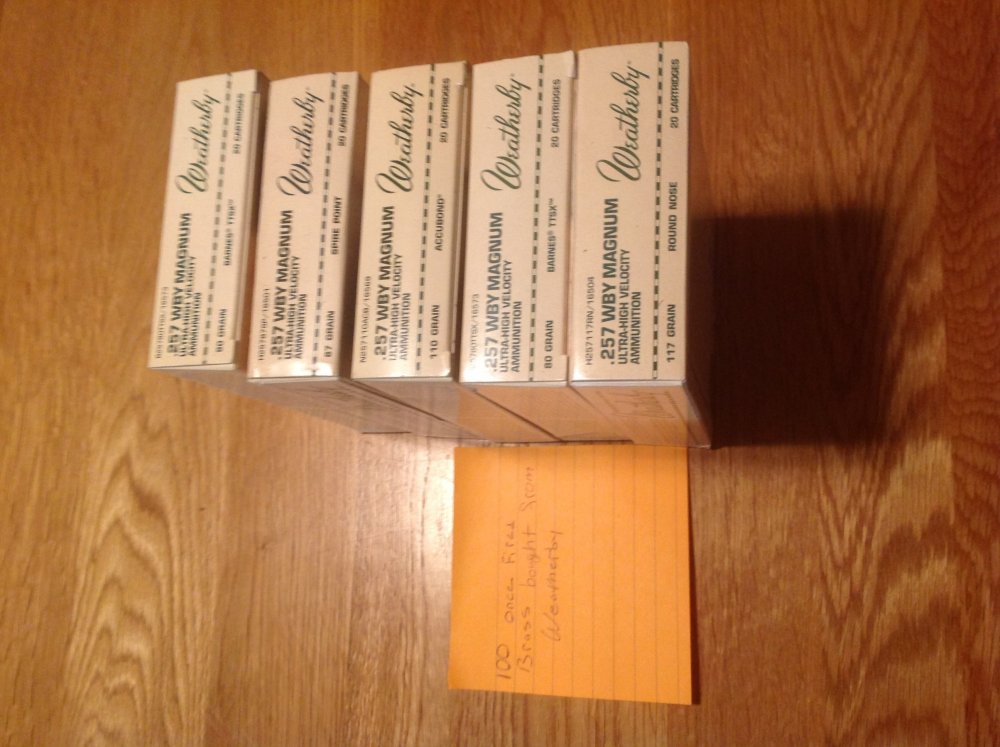 .257 WBY MAGNUM
ULTRA-HIGH VELOCITY
AMMUNITION
Weatherby®
80 GRAIN BARNES® TTSX™ 20 CARTRIDGES
.257 WBY MAGNUM
ULTRA-HIGH VELOCITY
AMMUNITION
Weatherby®
87 GRAIN SPIRE POINT 20 CARTRIDGES
N257110ACB/16569
.257 WBY MAGNUM
ULTRA-HIGH VELOCITY
AMMUNITION
Weatherby®
110 GRAIN ACCUBOND® 20 CARTRIDGES
.257 WBY MAGNUM
ULTRA-HIGH VELOCITY
AMMUNITION
Weatherby®
80 GRAIN BARNES® TTSX™ 20 CARTRIDGES
H257117RN/16504
.257 WBY MAGNUM
ULTRA-HIGH VELOCITY
AMMUNITION
Weatherby®
117 GRAIN ROUND NOSE 20 CARTRIDGES
100 once Fired
Brass bought from
Weatherby